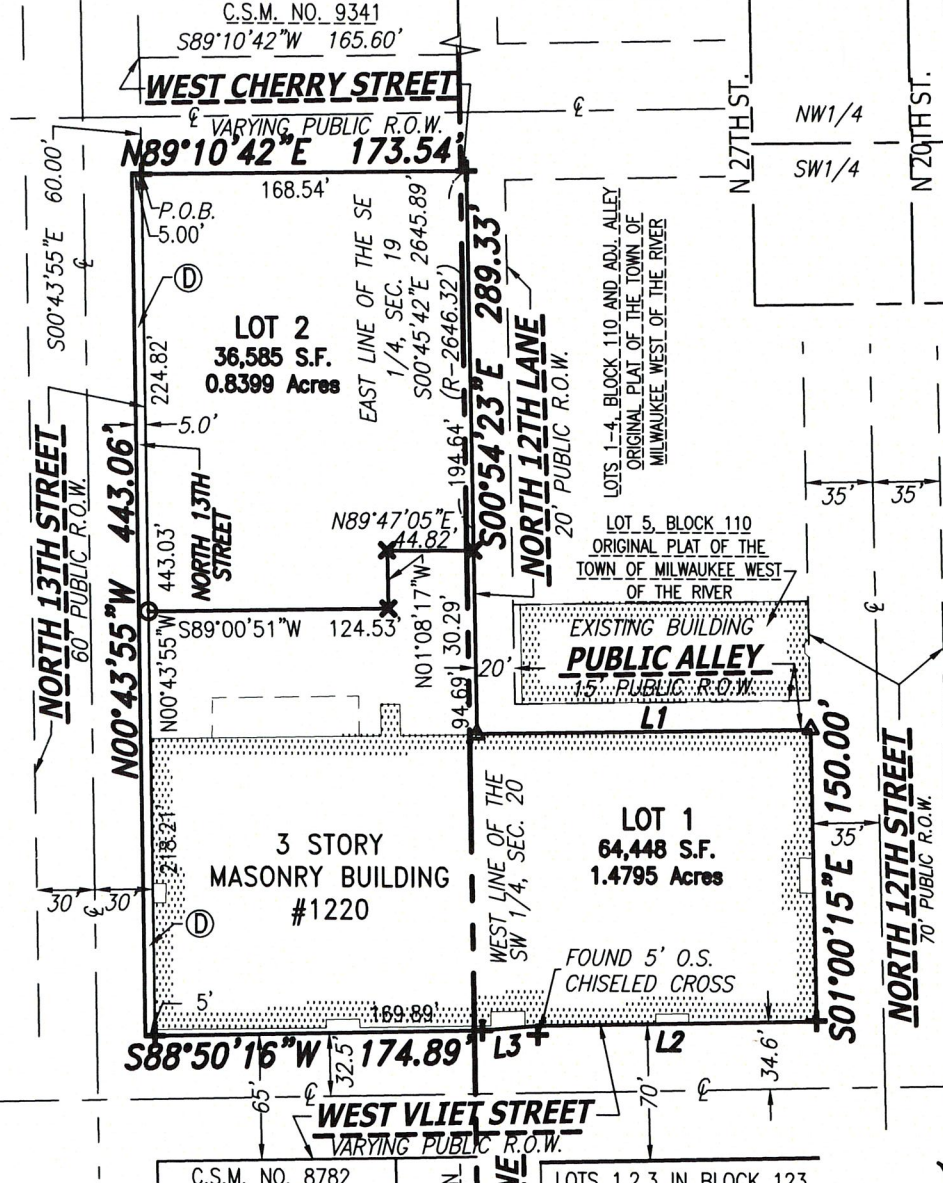 C.S.M. NO. 9341
S89°10'42"W 165.60'
WEST CHERRY STREET
℄
℄
VARYING PUBLIC R.O.W.
N89°10'42"E 173.54'
168.54'
P.O.B.
5.00'
S00°43'55"E 60.00'
℄
D
N 27TH ST.
NW1/4
SW1/4
N 20TH ST.
LOT 2
36,585 S.F.
0.8399 Acres
EAST LINE OF THE SE
1/4, SEC. 19
S00°45'42"E 2645.89'
(R-2646.32')
S00°54'23"E 289.33'
194.64'
NORTH 12TH LANE
20' PUBLIC R.O.W.
LOTS 1-4, BLOCK 110 AND ADJ. ALLEY
ORIGINAL PLAT OF THE TOWN OF
MILWAUKEE WEST OF THE RIVER
224.82'
5.0'
NORTH 13TH STREET
60' PUBLIC R.O.W.
N00°43'55"W 443.06'
443.03'
N00°43'55"W
NORTH 13TH
STREET
N89°47'05"E
44.82'
35'
35'
LOT 5, BLOCK 110
ORIGINAL PLAT OF THE
TOWN OF MILWAUKEE WEST
OF THE RIVER
℄
S89°00'51"W 124.53'
N01°08'17"W 30.29'
94.69'
20'
EXISTING BUILDING
PUBLIC ALLEY
15' PUBLIC R.O.W.
L1
S01°00'15"E 150.00'
35'
NORTH 12TH STREET
70' PUBLIC R.O.W.
WEST LINE OF THE
SW 1/4, SEC. 20
LOT 1
64,448 S.F.
1.4795 Acres
3 STORY
MASONRY BUILDING
#1220
218.21'
30'
℄
30'
D
FOUND 5' O.S.
CHISELED CROSS
5'
169.89'
S88°50'16"W 174.89'
L3
L2
34.6'
32.5'
65'
℄
70'
℄
WEST VLIET STREET
VARYING PUBLIC R.O.W.
C.S.M. NO. 8782
LOTS 1,2,3 IN BLOCK 123